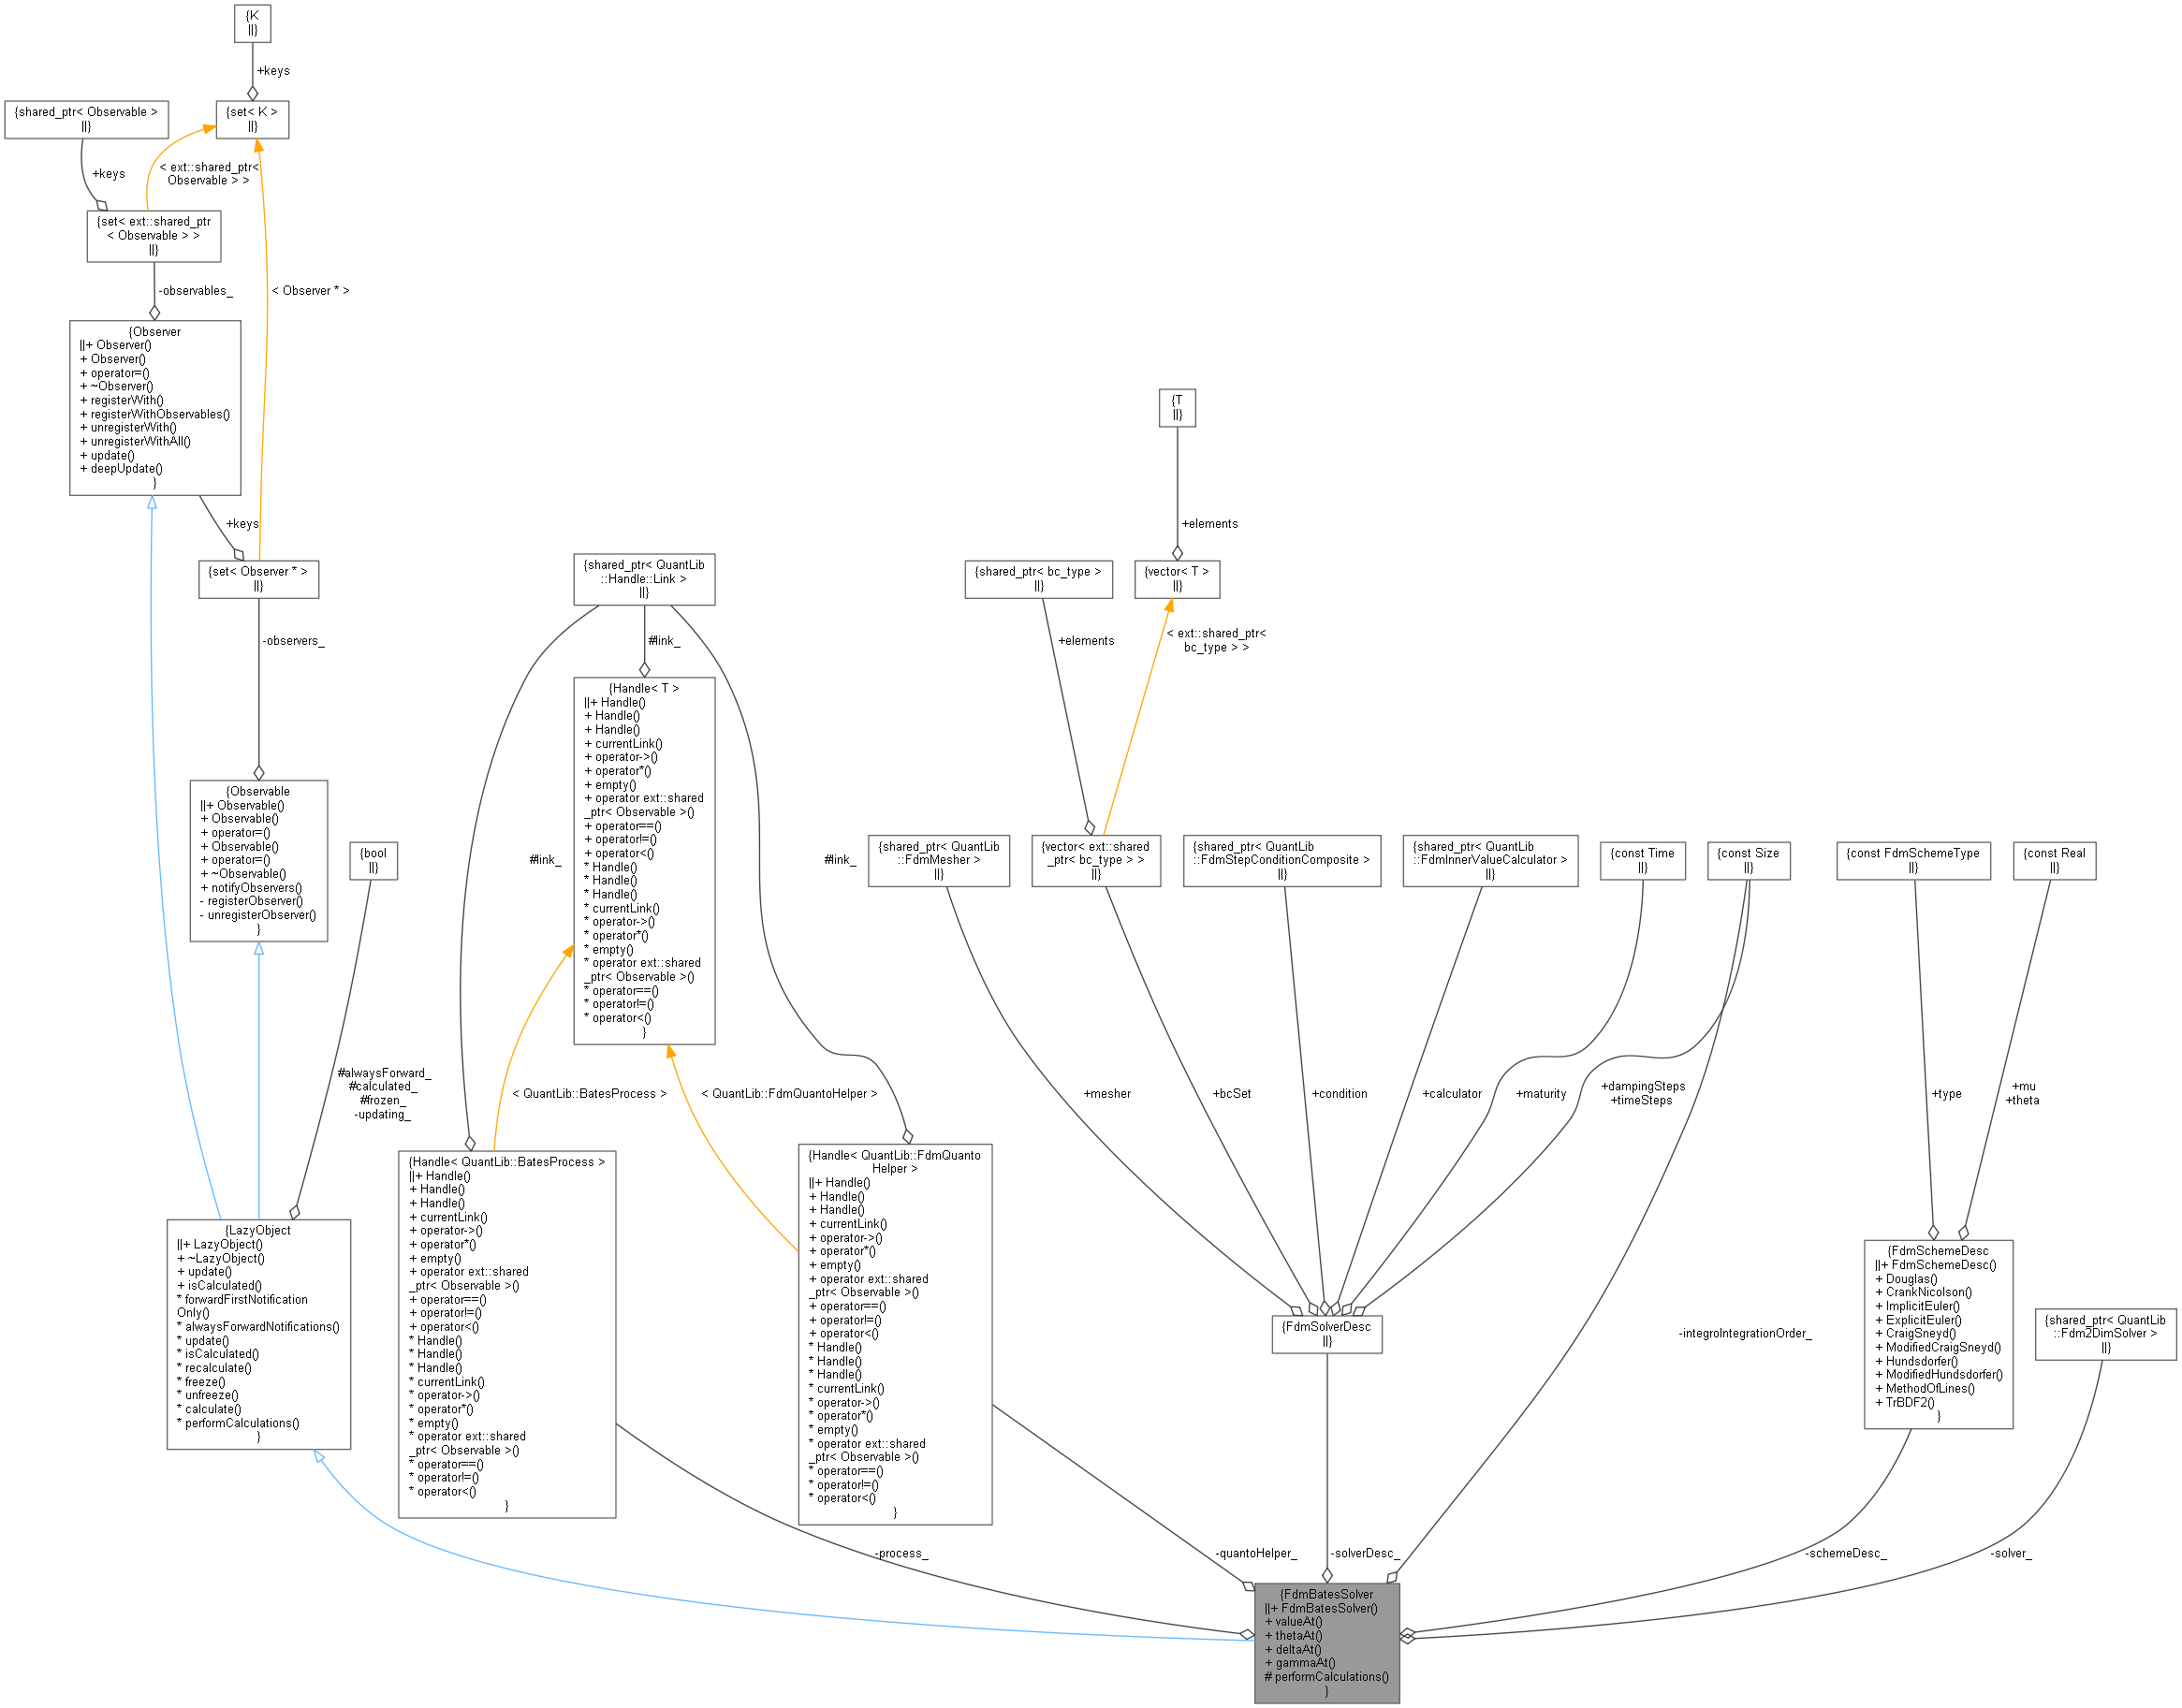 {K
||}
+keys
{shared_ptr< Observable >
||}
{set< K >
||}
+keys
< ext::shared_ptr<
Observable > >
{set< ext::shared_ptr
< Observable > >
||}
-observables_
< Observer * >
{Observer
||+ Observer()
+ Observer()
+ operator=()
+ ~Observer()
+ registerWith()
+ registerWithObservables()
+ unregisterWith()
+ unregisterWithAll()
+ update()
+ deepUpdate()
}
+keys
{set< Observer * >
||}
-observers_
{Observable
||+ Observable()
+ Observable()
+ operator=()
+ Observable()
+ operator=()
+ ~Observable()
+ notifyObservers()
- registerObserver()
- unregisterObserver()
}
{bool
||}
#alwaysForward_
#calculated_
#frozen_
-updating_
{LazyObject
||+ LazyObject()
+ ~LazyObject()
+ update()
+ isCalculated()
* forwardFirstNotification
Only()
* alwaysForwardNotifications()
* update()
* isCalculated()
* recalculate()
* freeze()
* unfreeze()
* calculate()
* performCalculations()
}
{shared_ptr< QuantLib
::Handle::Link >
||}
#link_
#link_
#link_
{Handle< T >
||+ Handle()
+ Handle()
+ Handle()
+ currentLink()
+ operator->()
+ operator*()
+ empty()
+ operator ext::shared
_ptr< Observable >()
+ operator==()
+ operator!=()
+ operator<()
* Handle()
* Handle()
* Handle()
* currentLink()
* operator->()
* operator*()
* empty()
* operator ext::shared
_ptr< Observable >()
* operator==()
* operator!=()
* operator<()
}
< QuantLib::BatesProcess >
< QuantLib::FdmQuantoHelper >
{Handle< QuantLib::BatesProcess >
||+ Handle()
+ Handle()
+ Handle()
+ currentLink()
+ operator->()
+ operator*()
+ empty()
+ operator ext::shared
_ptr< Observable >()
+ operator==()
+ operator!=()
+ operator<()
* Handle()
* Handle()
* Handle()
* currentLink()
* operator->()
* operator*()
* empty()
* operator ext::shared
_ptr< Observable >()
* operator==()
* operator!=()
* operator<()
}
{Handle< QuantLib::FdmQuanto
Helper >
||+ Handle()
+ Handle()
+ Handle()
+ currentLink()
+ operator->()
+ operator*()
+ empty()
+ operator ext::shared
_ptr< Observable >()
+ operator==()
+ operator!=()
+ operator<()
* Handle()
* Handle()
* Handle()
* currentLink()
* operator->()
* operator*()
* empty()
* operator ext::shared
_ptr< Observable >()
* operator==()
* operator!=()
* operator<()
}
{T
||}
+elements
{shared_ptr< bc_type >
||}
{vector< T >
||}
+elements
< ext::shared_ptr<
bc_type > >
{shared_ptr< QuantLib
::FdmMesher >
||}
{vector< ext::shared
_ptr< bc_type > >
||}
{shared_ptr< QuantLib
::FdmStepConditionComposite >
||}
{shared_ptr< QuantLib
::FdmInnerValueCalculator >
||}
{const Time
||}
{const Size
||}
{const FdmSchemeType
||}
{const Real
||}
+mesher
+bcSet
+condition
+calculator
+maturity
+dampingSteps
+timeSteps
+type
+mu
+theta
{FdmSolverDesc
||}
-integroIntegrationOrder_
{FdmSchemeDesc
||+ FdmSchemeDesc()
+ Douglas()
+ CrankNicolson()
+ ImplicitEuler()
+ ExplicitEuler()
+ CraigSneyd()
+ ModifiedCraigSneyd()
+ Hundsdorfer()
+ ModifiedHundsdorfer()
+ MethodOfLines()
+ TrBDF2()
}
{shared_ptr< QuantLib
::Fdm2DimSolver >
||}
-process_
-quantoHelper_
-solverDesc_
-schemeDesc_
-solver_
{FdmBatesSolver
||+ FdmBatesSolver()
+ valueAt()
+ thetaAt()
+ deltaAt()
+ gammaAt()
# performCalculations()
}